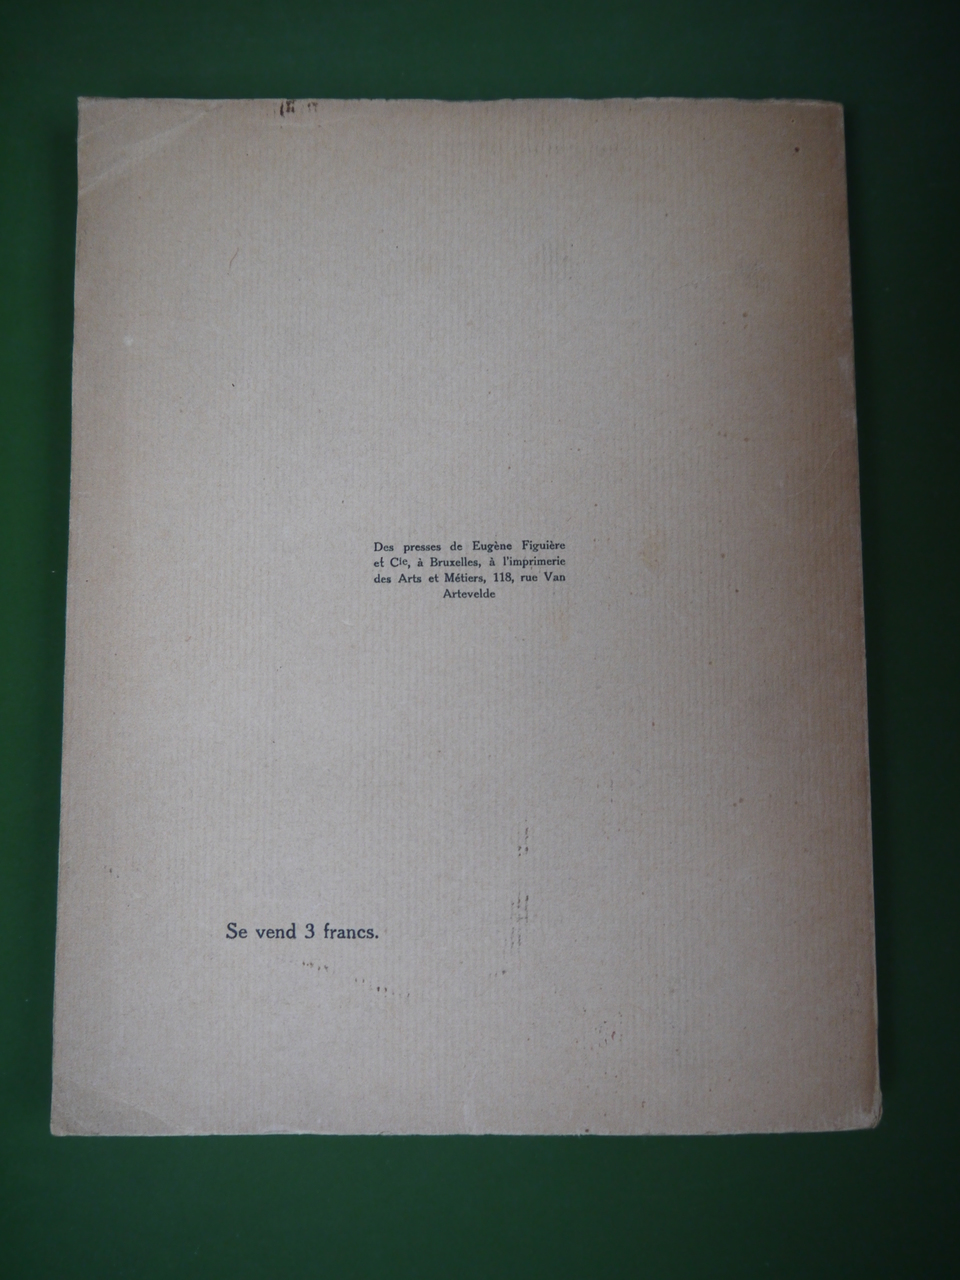 Des presses de Eugène Figuière
et Cie, à Bruxelles, à l'imprimerie
des Arts et Métiers, 118, rue Van
Artevelde
Se vend 3 francs.